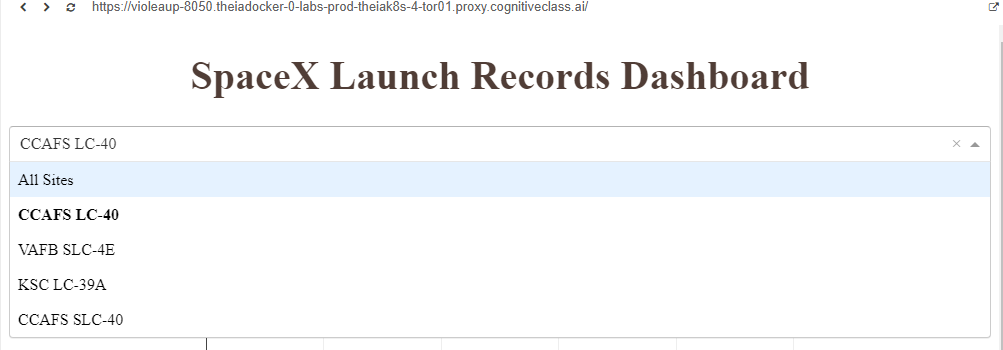 https://violeaup-8050.theiadocker-0-labs-prod-theiak8s-4-tor01.proxy.cognitiveclass.ai/
SpaceX Launch Records Dashboard
CCAFS LC-40
All Sites
CCAFS LC-40
VAFB SLC-4E
KSC LC-39A
CCAFS SLC-40